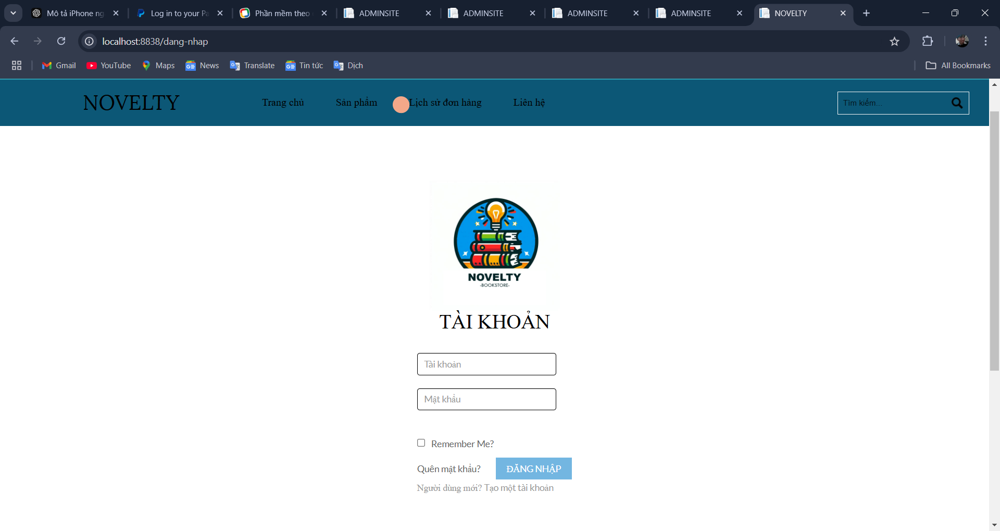 Mô tả iPhone ng
Log in to your Pa
Phần mềm theo
ADMINSITE
ADMINSITE
ADMINSITE
ADMINSITE
NOVELTY
localhost:8838/dang-nhap
Gmail
YouTube
Maps
News
Translate
Tin tức
Dịch
All Bookmarks
NOVELTY
Trang chủ
Sản phẩm
Lịch sử đơn hàng
Liên hệ
Tìm kiếm...
NOVELTY
-BOOKSTORE-
TÀI KHOẢN
Tài khoản
Mật khẩu
Remember Me?
Quên mật khẩu?
ĐĂNG NHẬP
Người dùng mới? Tạo một tài khoản